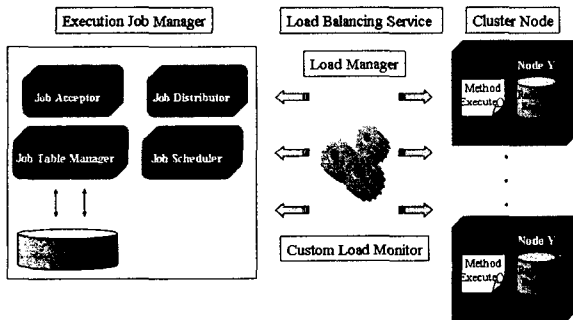 Execution Job Manager
Load Balancing Service
Cluster Node
Load Manager
Job Acceptor
Job Distributor
Job Table Manager
Job Scheduler
Custom Load Monitor
Node Y
Method
Execute
Node Y
Method
Execute